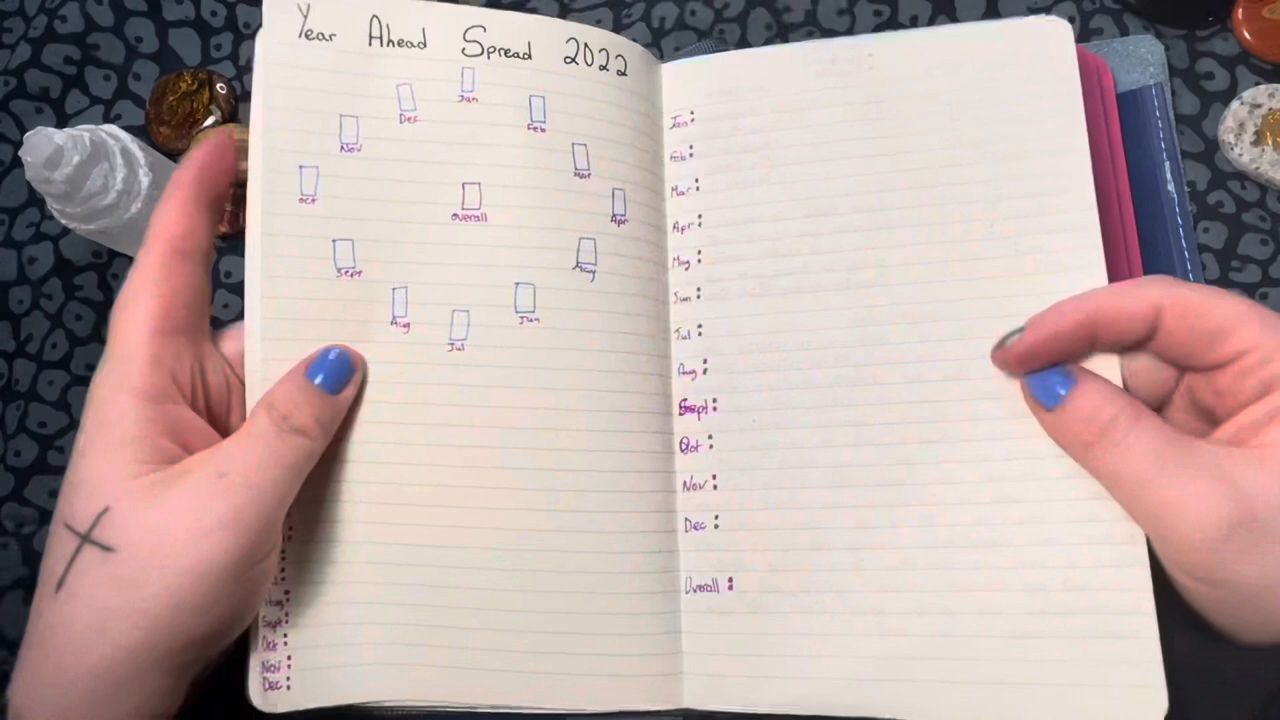 Year Ahead Spread 2022
Jan
Dec
Feb
Nov
Mar
Oct
Overall
Apr
Sept
May
Aug
Jun
Jul
Aug:
Sept:
Oct:
Nov:
Dec:
Jan:
Feb:
Mar:
Apr:
May:
Jun:
Jul:
Aug:
Sept:
Oct:
Nov:
Dec:
Overall: